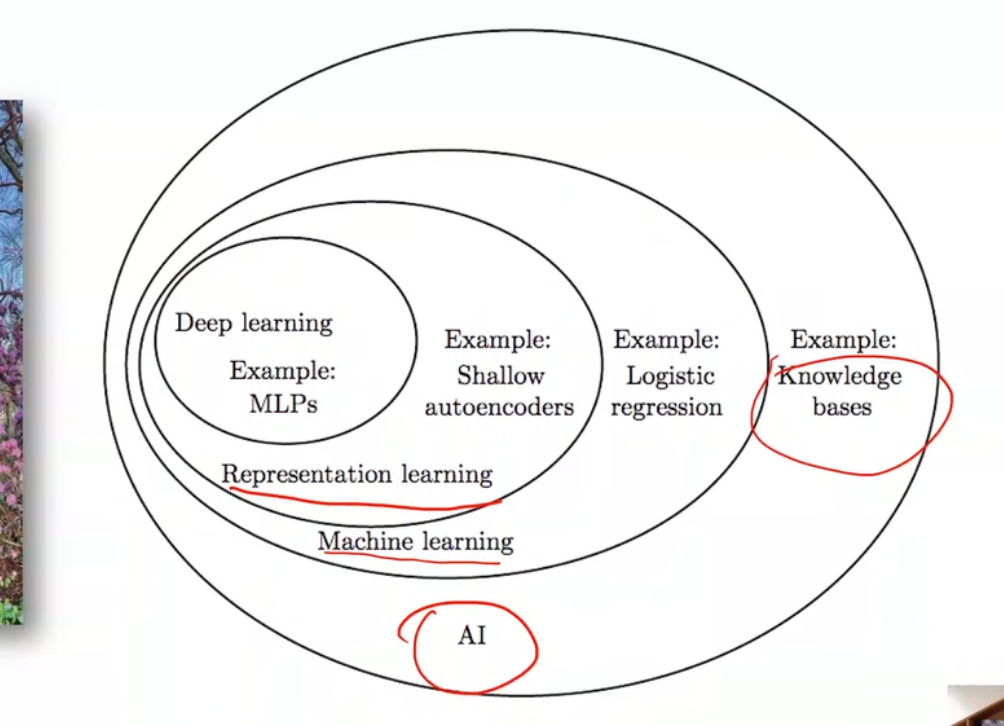 Deep learning
Example:
MLPs
Example:
Shallow
autoencoders
Example:
Logistic
regression
Example:
Knowledge
bases
Representation learning
Machine learning
AI